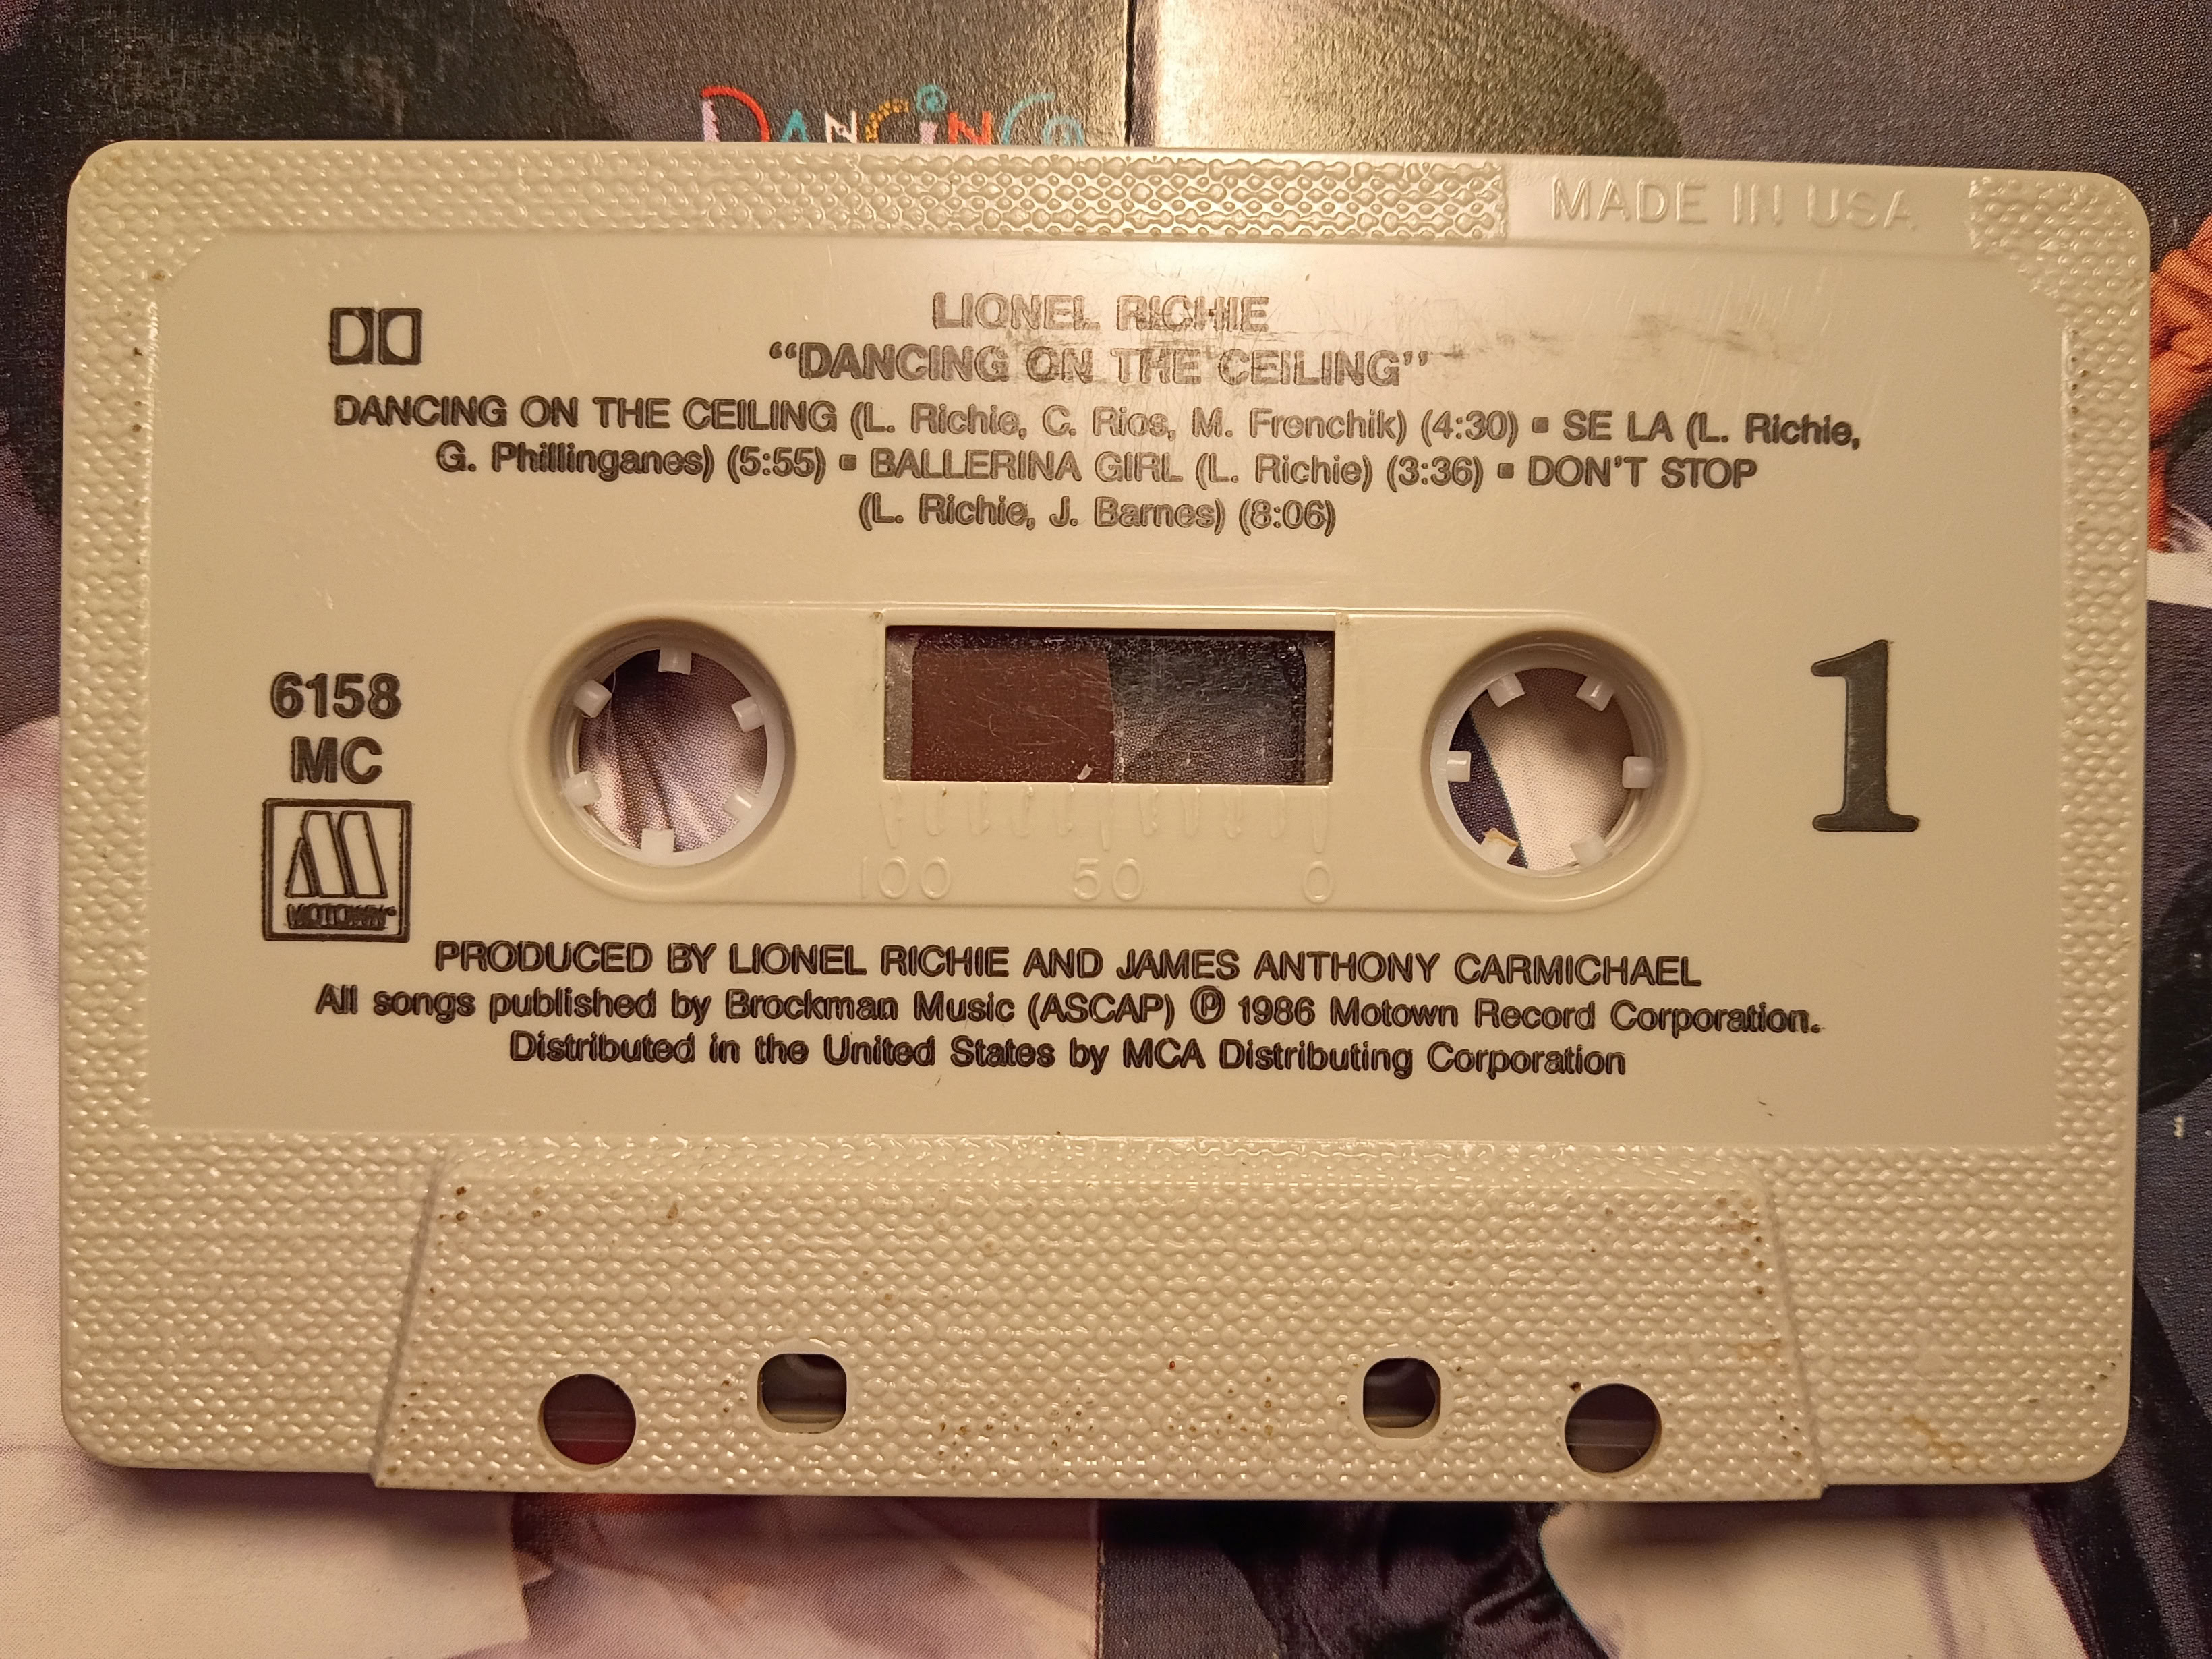 DANCING
MADE IN USA
LIONEL RICHIE
“DANCING ON THE CEILING”
DANCING ON THE CEILING (L. Richie, C. Rios, M. Frenchik) (4:30) ▪ SE LA (L. Richie,
G. Phillinganes) (5:55) ▪ BALLERINA GIRL (L. Richie) (3:36) ▪ DON'T STOP
(L. Richie, J. Barnes) (8:06)
6158
MC
1
100 50 0
MOTOWN
PRODUCED BY LIONEL RICHIE AND JAMES ANTHONY CARMICHAEL
All songs published by Brockman Music (ASCAP) ℗ 1986 Motown Record Corporation.
Distributed in the United States by MCA Distributing Corporation